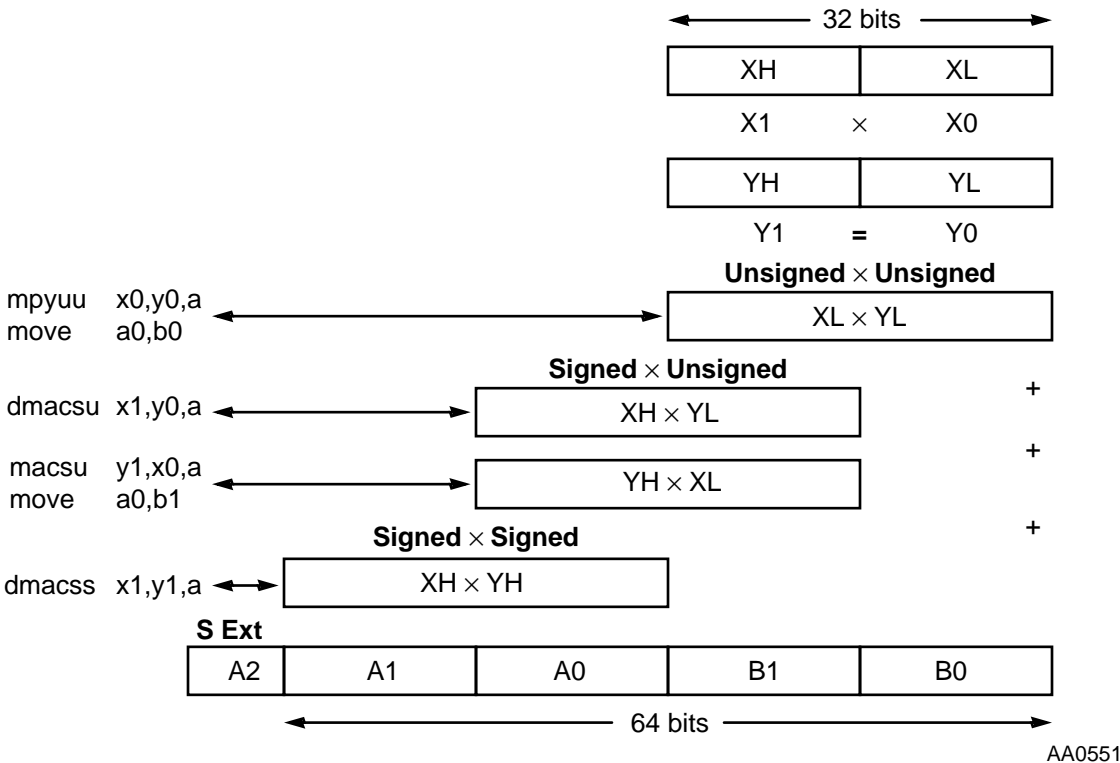 32 bits
XH XL
X1 × X0
YH YL
Y1 = Y0
Unsigned × Unsigned
mpyuu x0,y0,a
move a0,b0
XL × YL
Signed × Unsigned
+
dmacsu x1,y0,a
XH × YL
+
macsu y1,x0,a
move a0,b1
YH × XL
+
Signed × Signed
dmacss x1,y1,a
XH × YH
S Ext
A2 A1 A0 B1 B0
64 bits
AA0551